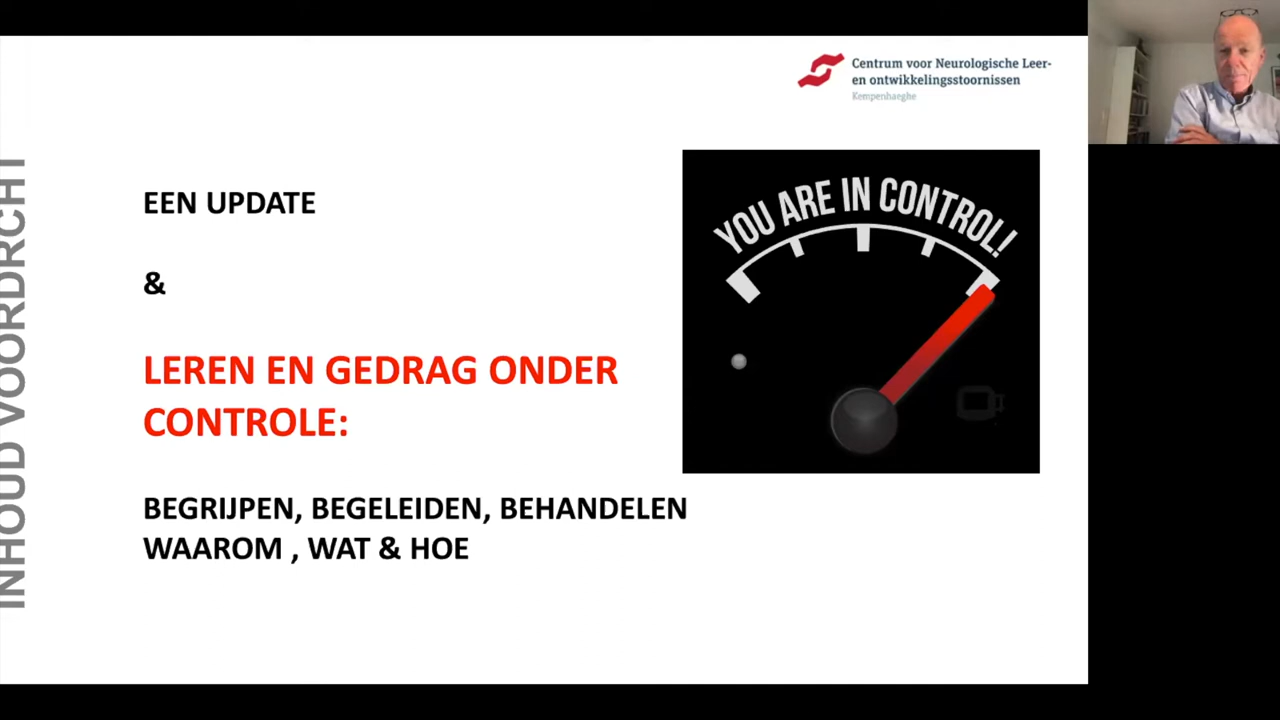 Centrum voor Neurologische Leer-
en ontwikkelingsstoornissen
Kempenhaeghe
INHOUD VOORDRCHT
EEN UPDATE
&
LEREN EN GEDRAG ONDER
CONTROLE:
BEGRIJPEN, BEGELEIDEN, BEHANDELEN
WAAROM , WAT & HOE
YOU ARE IN CONTROL!